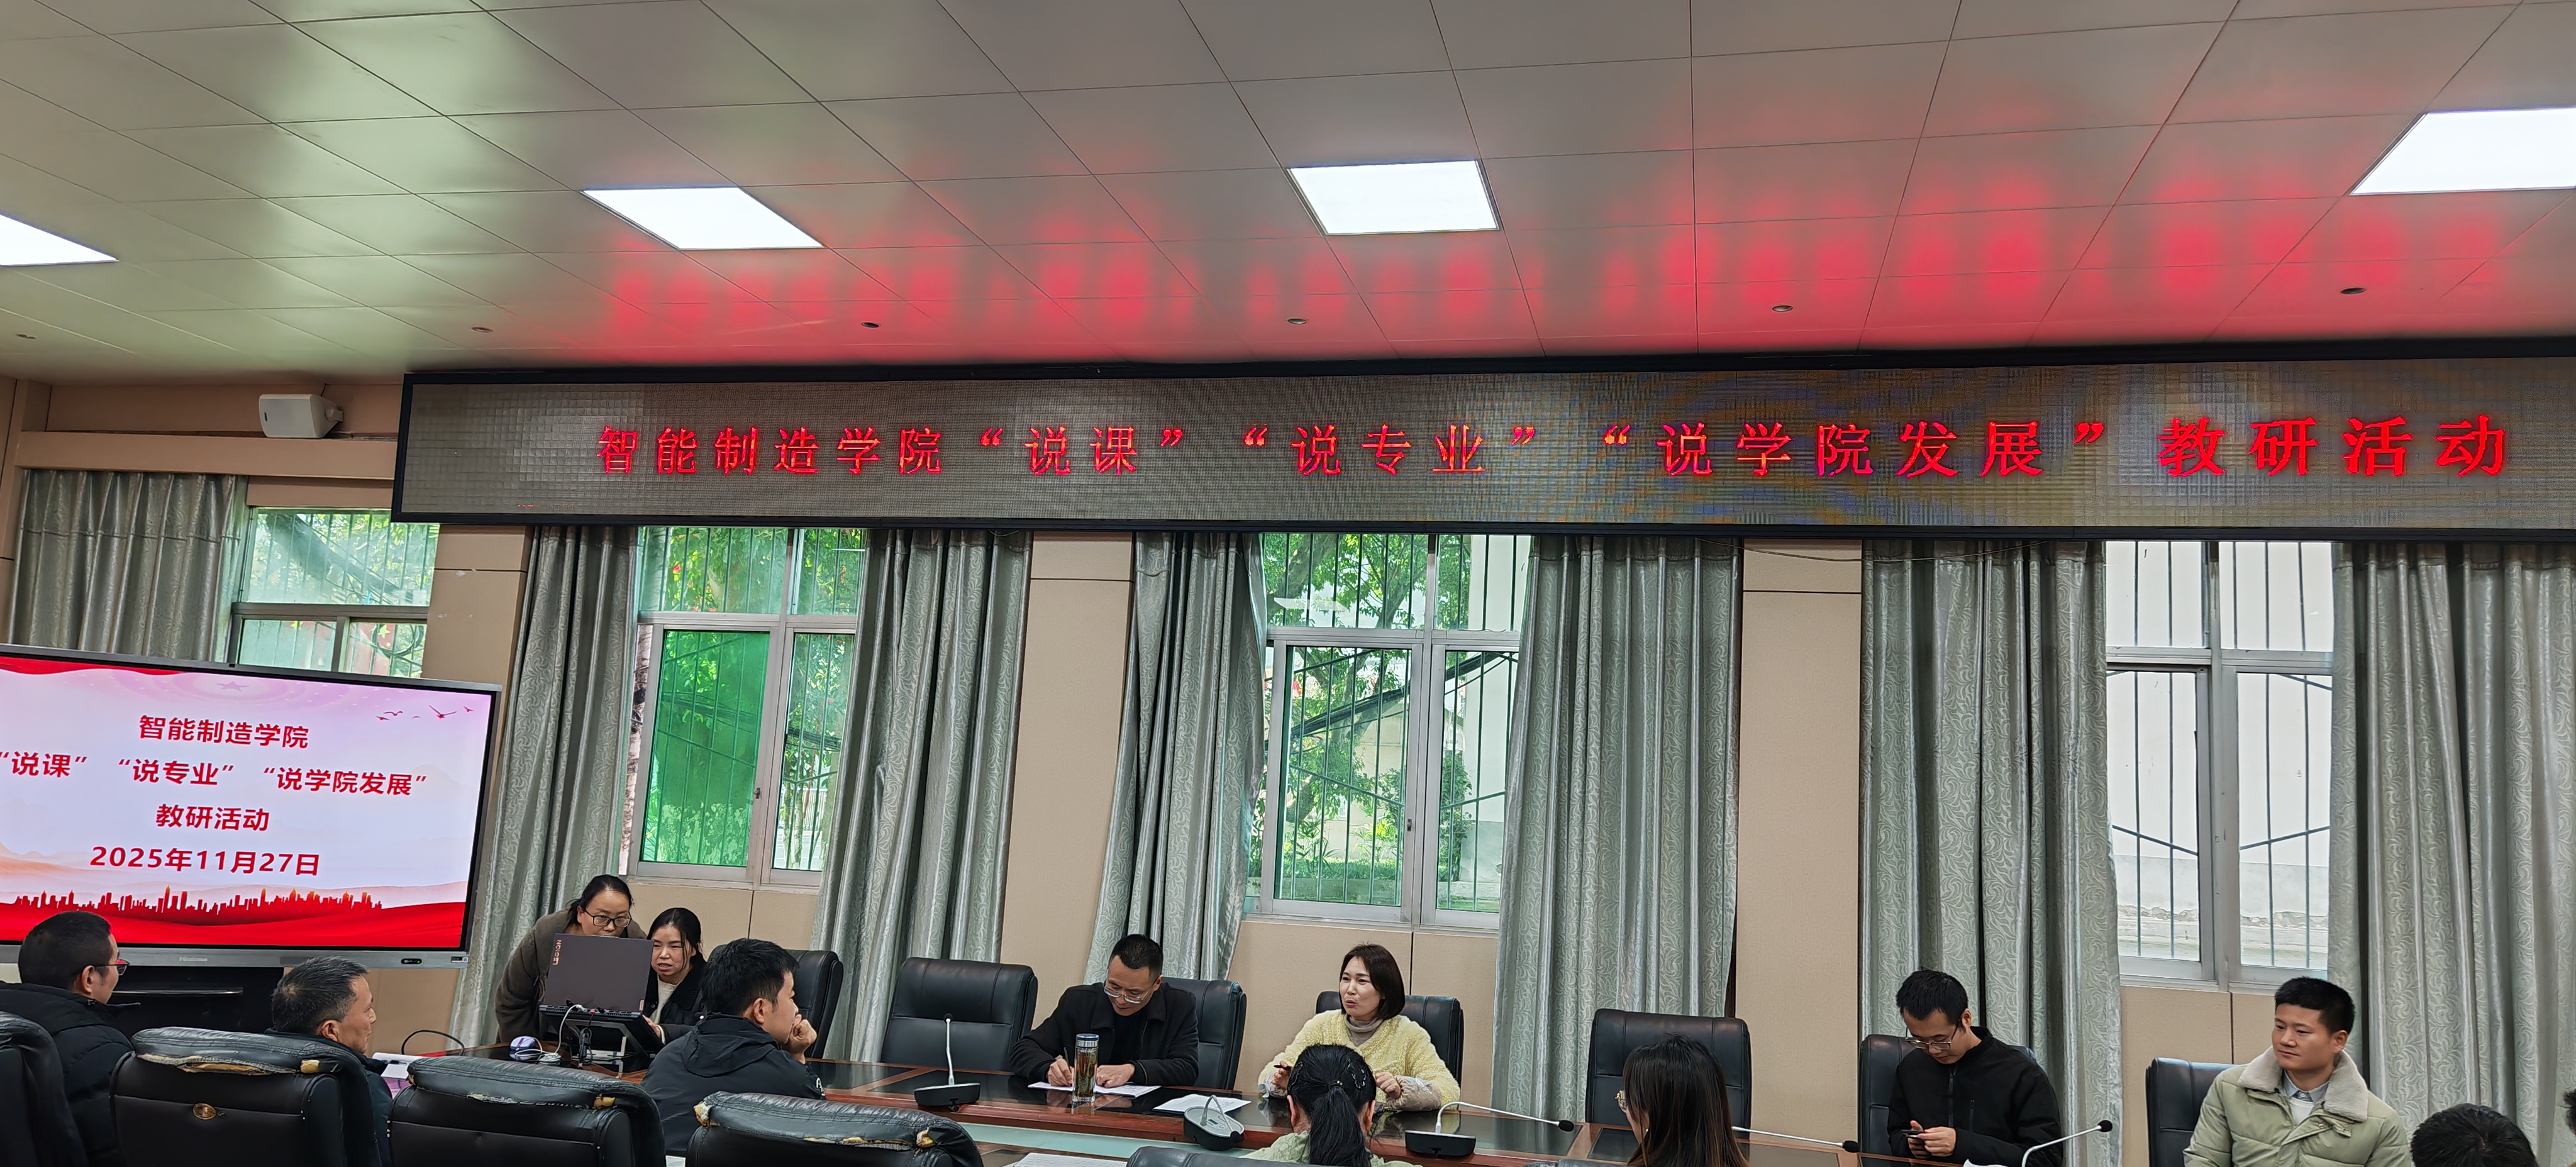 智能制造学院“说课”“说专业”“说学院发展”教研活动
智能制造学院
“说课” “说专业” “说学院发展”
教研活动
2025年11月27日
Hisense